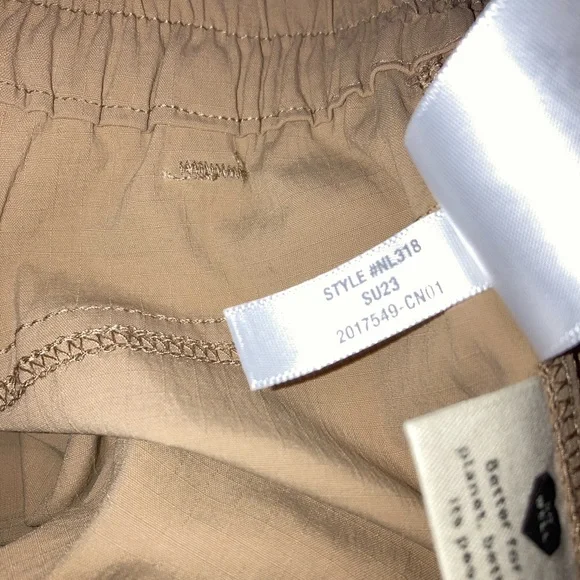 STYLE #NL318
SU23
2017549-CN01
Better for
planet, bet
its peo